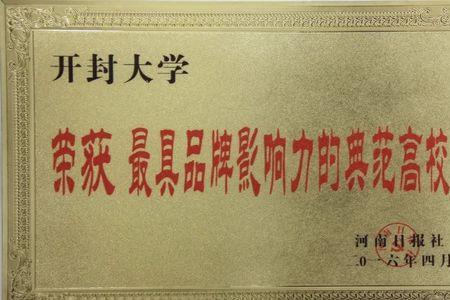 开封大学
荣获 最具品牌影响力的典范高校
河南日报社
二0一六年四月